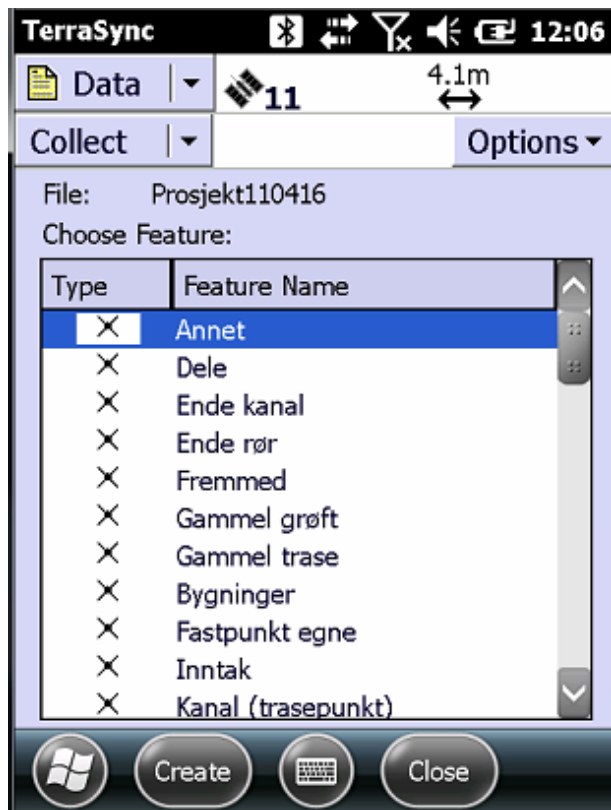 TerraSync 12:06
Data 11 4.1m
Collect Options
File: Prosjekt110416
Choose Feature:
Type Feature Name
Annet
Dele
Ende kanal
Ende rør
Fremmed
Gammel grøft
Gammel trase
Bygninger
Fastpunkt egne
Inntak
Kanal (trasepunkt)
Create Close